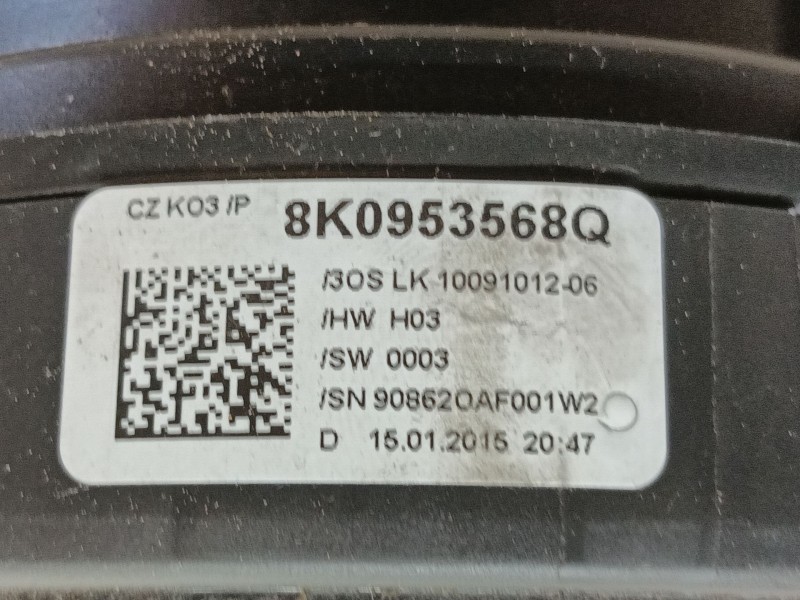 CZ K03 /P 8K0953568Q
/3OS LK 10091012-06
/HW H03
/SW 0003
/SN 90862OAF001W2
D 15.01.2015 20:47